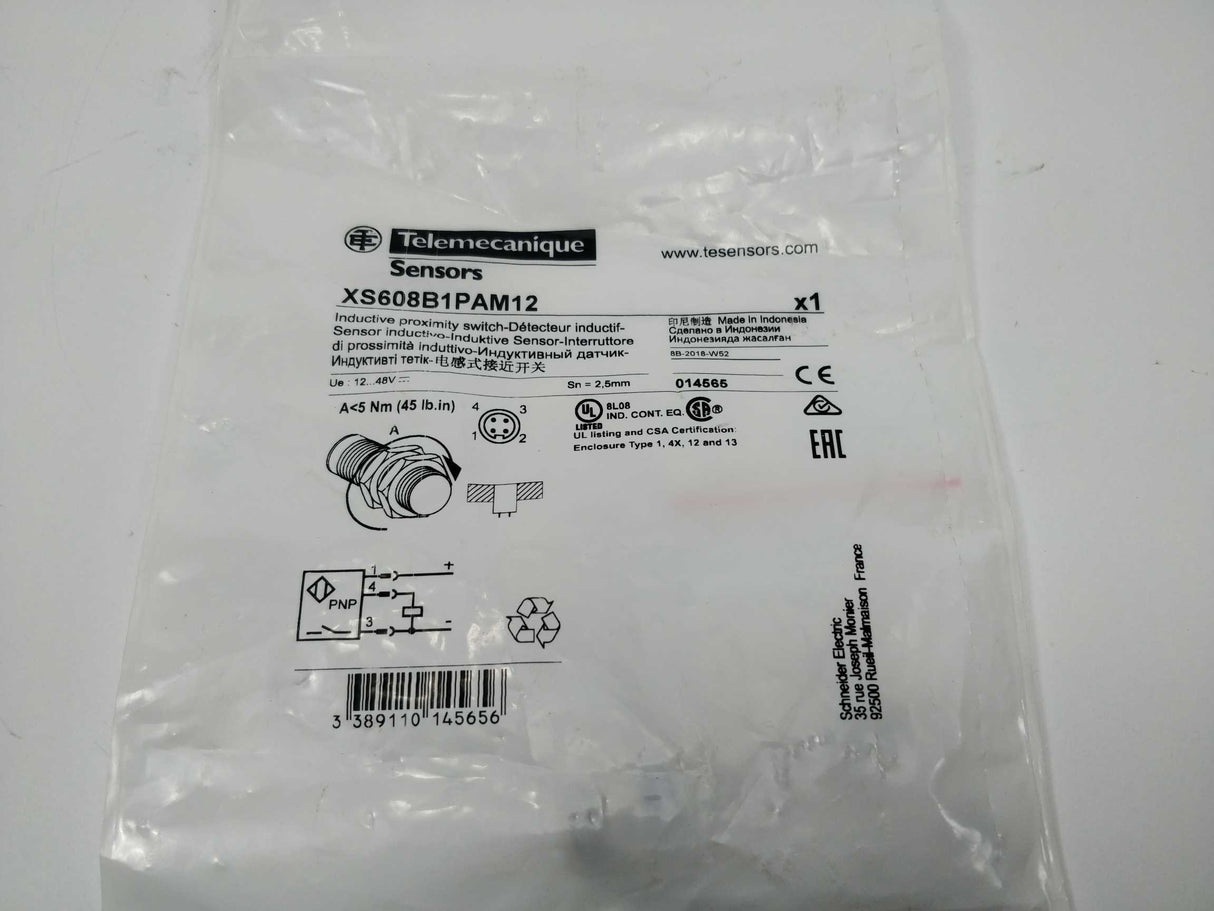 Telemecanique
Sensors
www.tesensors.com
XS608B1PAM12
x1
Inductive proximity switch-Détecteur inductif-
Sensor inductivo-Induktive Sensor-Interruttore
di prossimità induttivo-Индуктивный датчик-
Индуктивті тетік-电感式接近开关
印尼制造 Made in Indonesia
Сделано в Индонезии
Индонезияда жасалған
8B-2018-W52
Ue : 12...48V
Sn = 2,5mm
014565
CE
A<5 Nm (45 lb.in)
A
4
3
1
2
UL
LISTED
8L08
IND. CONT. EQ.
SA
®
UL listing and CSA Certification:
Enclosure Type 1, 4X, 12 and 13
EAC
PNP
1
+
4
3
-
3 389110 145656
Schneider Electric
35 rue Joseph Monier
92500 Rueil-Malmaison France